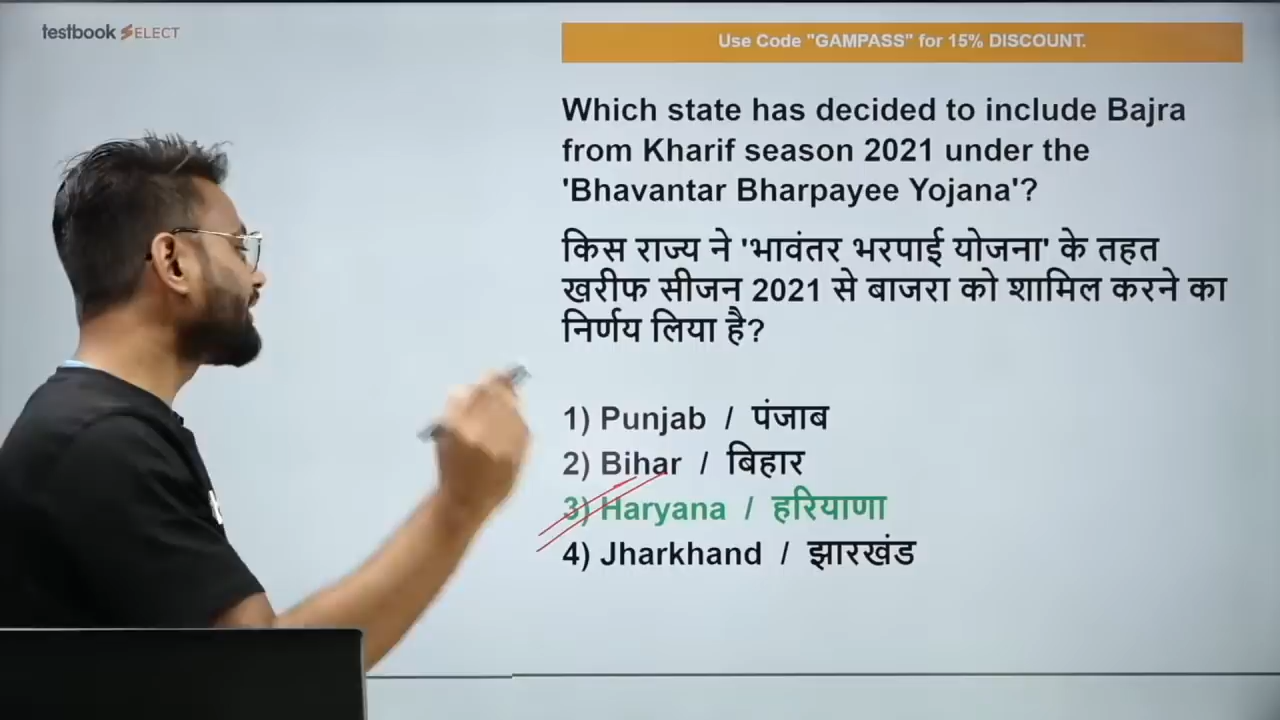 testbook SELECT
Use Code "GAMPASS" for 15% DISCOUNT.
Which state has decided to include Bajra
from Kharif season 2021 under the
'Bhavantar Bharpayee Yojana'?
किस राज्य ने 'भावंतर भरपाई योजना' के तहत
खरीफ सीजन 2021 से बाजरा को शामिल करने का
निर्णय लिया है?
1) Punjab / पंजाब
2) Bihar / बिहार
3) Haryana / हरियाणा
4) Jharkhand / झारखंड